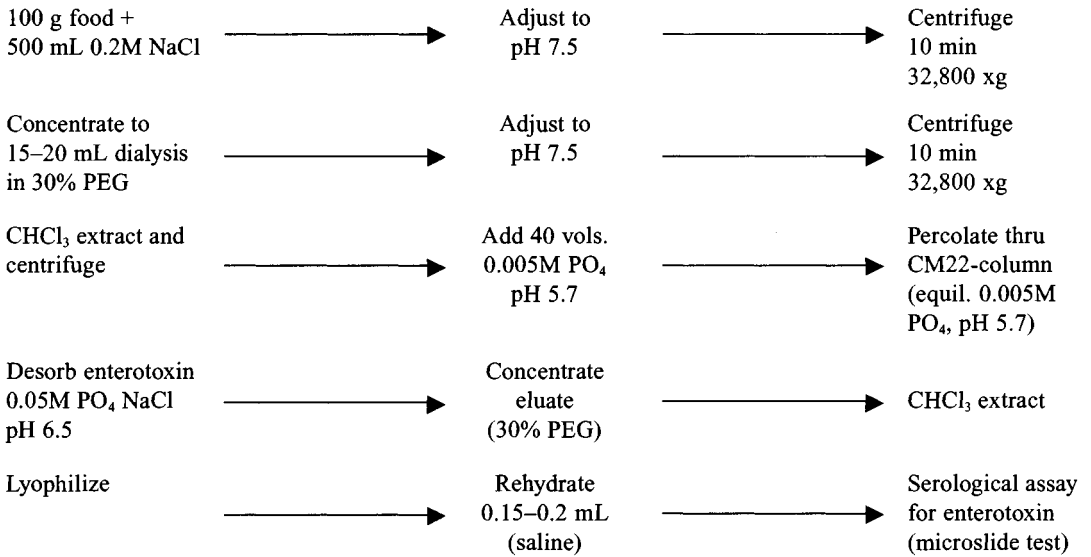 100 g food +
500 mL 0.2M NaCl
Adjust to
pH 7.5
Centrifuge
10 min
32,800 xg
Concentrate to
15–20 mL dialysis
in 30% PEG
Adjust to
pH 7.5
Centrifuge
10 min
32,800 xg
CHCl₃ extract and
centrifuge
Add 40 vols.
0.005M PO₄
pH 5.7
Percolate thru
CM22-column
(equil. 0.005M
PO₄, pH 5.7)
Desorb enterotoxin
0.05M PO₄ NaCl
pH 6.5
Concentrate
eluate
(30% PEG)
CHCl₃ extract
Lyophilize
Rehydrate
0.15–0.2 mL
(saline)
Serological assay
for enterotoxin
(microslide test)